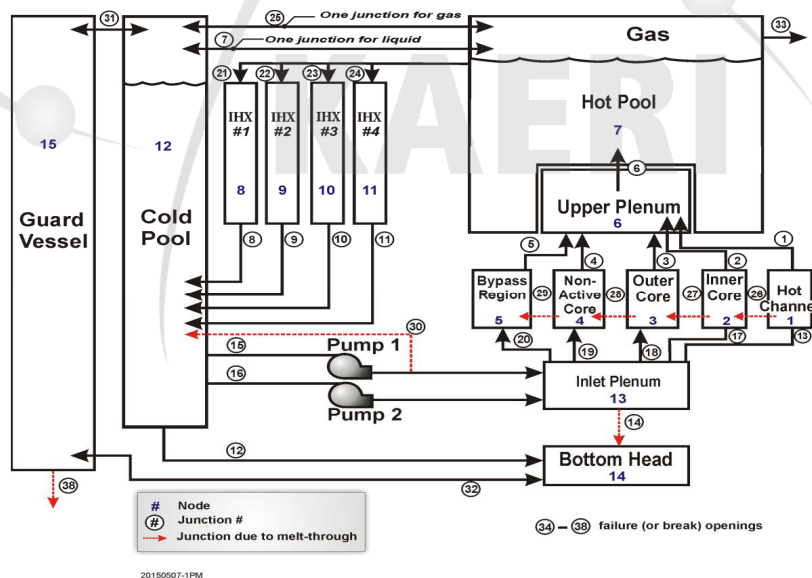 31
25
One junction for gas
7
One junction for liquid
Gas
33
21
22
23
24
KAERI
IHX
#1
IHX
#2
IHX
#3
IHX
#4
Hot Pool
7
15
12
6
8
9
10
11
Upper Plenum
6
Guard
Vessel
Cold
Pool
8
9
10
11
5
4
3
2
1
Bypass
Region
5
29
Non-
Active
Core
4
28
Outer
Core
3
27
Inner
Core
2
26
Hot
Channel
1
30
20
19
18
17
13
15
Pump 1
16
Pump 2
Inlet Plenum
13
14
12
Bottom Head
14
38
32
# Node
# Junction #
Junction due to melt-through
34 – 38 failure (or break) openings
20150507-1PM